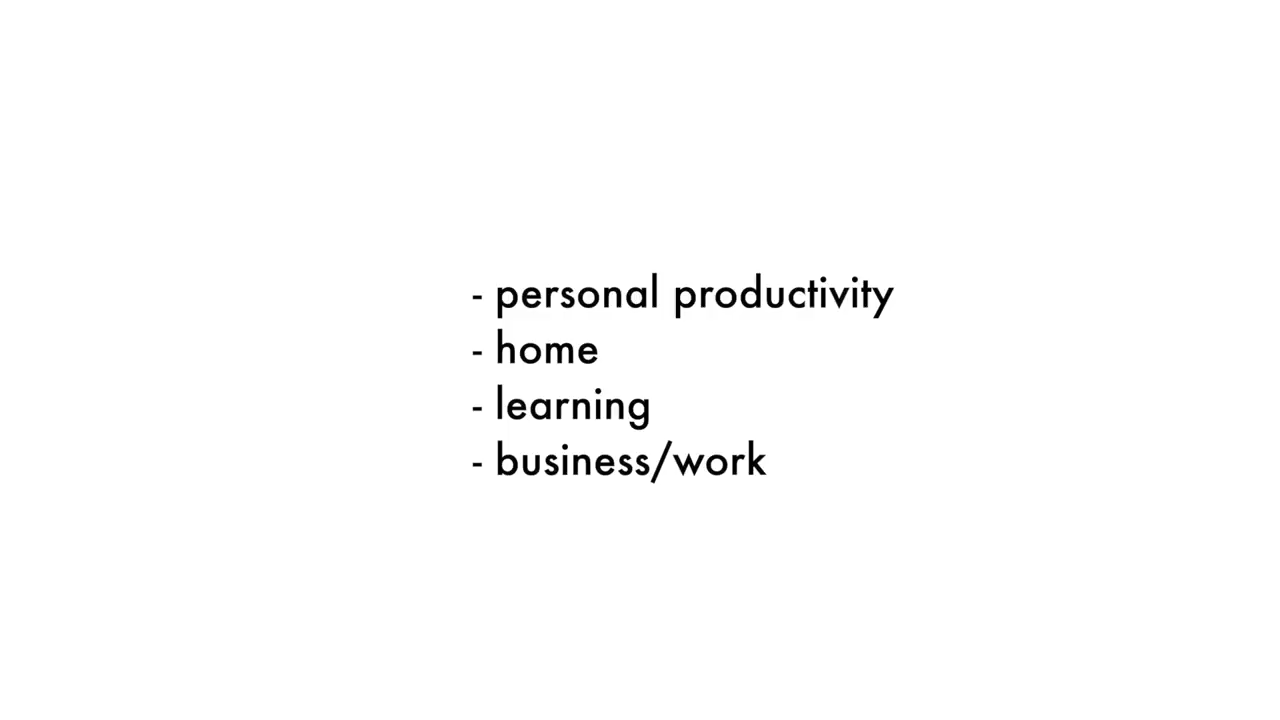 - personal productivity
- home
- learning
- business/work